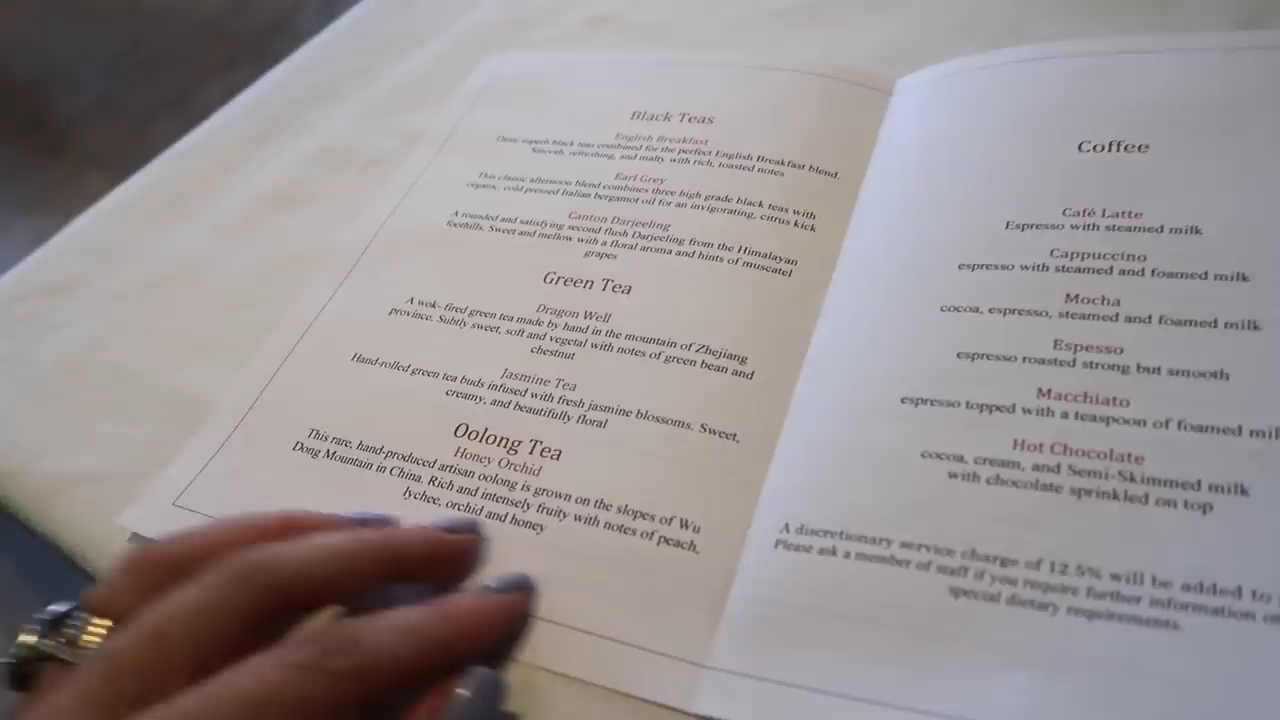 Black Teas
English Breakfast
Three superb black teas combined for the perfect English Breakfast blend.
Smooth, refreshing, and malty with rich, toasted notes
Earl Grey
This classic afternoon blend combines three high grade black teas with
organic, cold pressed Italian bergamot oil for an invigorating, citrus kick
Canton Darjeeling
A rounded and satisfying second flush Darjeeling from the Himalayan
foothills. Sweet and mellow with a floral aroma and hints of muscatel
grapes
Green Tea
Dragon Well
A wok- fired green tea made by hand in the mountain of Zhejiang
province. Subtly sweet, soft and vegetal with notes of green bean and
chestnut
Jasmine Tea
Hand-rolled green tea buds infused with fresh jasmine blossoms. Sweet,
creamy, and beautifully floral
Oolong Tea
Honey Orchid
This rare, hand-produced artisan oolong is grown on the slopes of Wu
Dong Mountain in China. Rich and intensely fruity with notes of peach,
lychee, orchid and honey
Coffee
Café Latte
Espresso with steamed milk
Cappuccino
espresso with steamed and foamed milk
Mocha
cocoa, espresso, steamed and foamed milk
Espesso
espresso roasted strong but smooth
Macchiato
espresso topped with a teaspoon of foamed
Hot Chocolate
cocoa, cream, and Semi-Skimmed milk
with chocolate sprinkled on top
A discretionary service charge of 12.5% will be added to
Please ask a member of staff if you require further information
special dietary requirements.